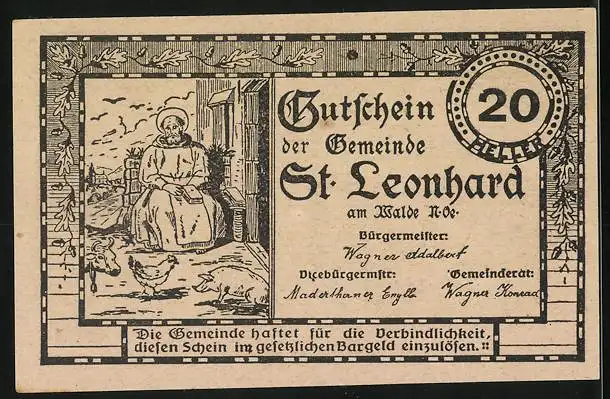 Gutschein
der Gemeinde
St. Leonhard
am Walde N.Oe.
20
HELLER
Bürgermeister:
Wagner Adalbert
Vicebürgermstr: Gemeinderat:
Maderthaner Wagner Konrad
Die Gemeinde haftet für die Verbindlichkeit,
diesen Schein im gesetzlichen Bargeld einzulösen.